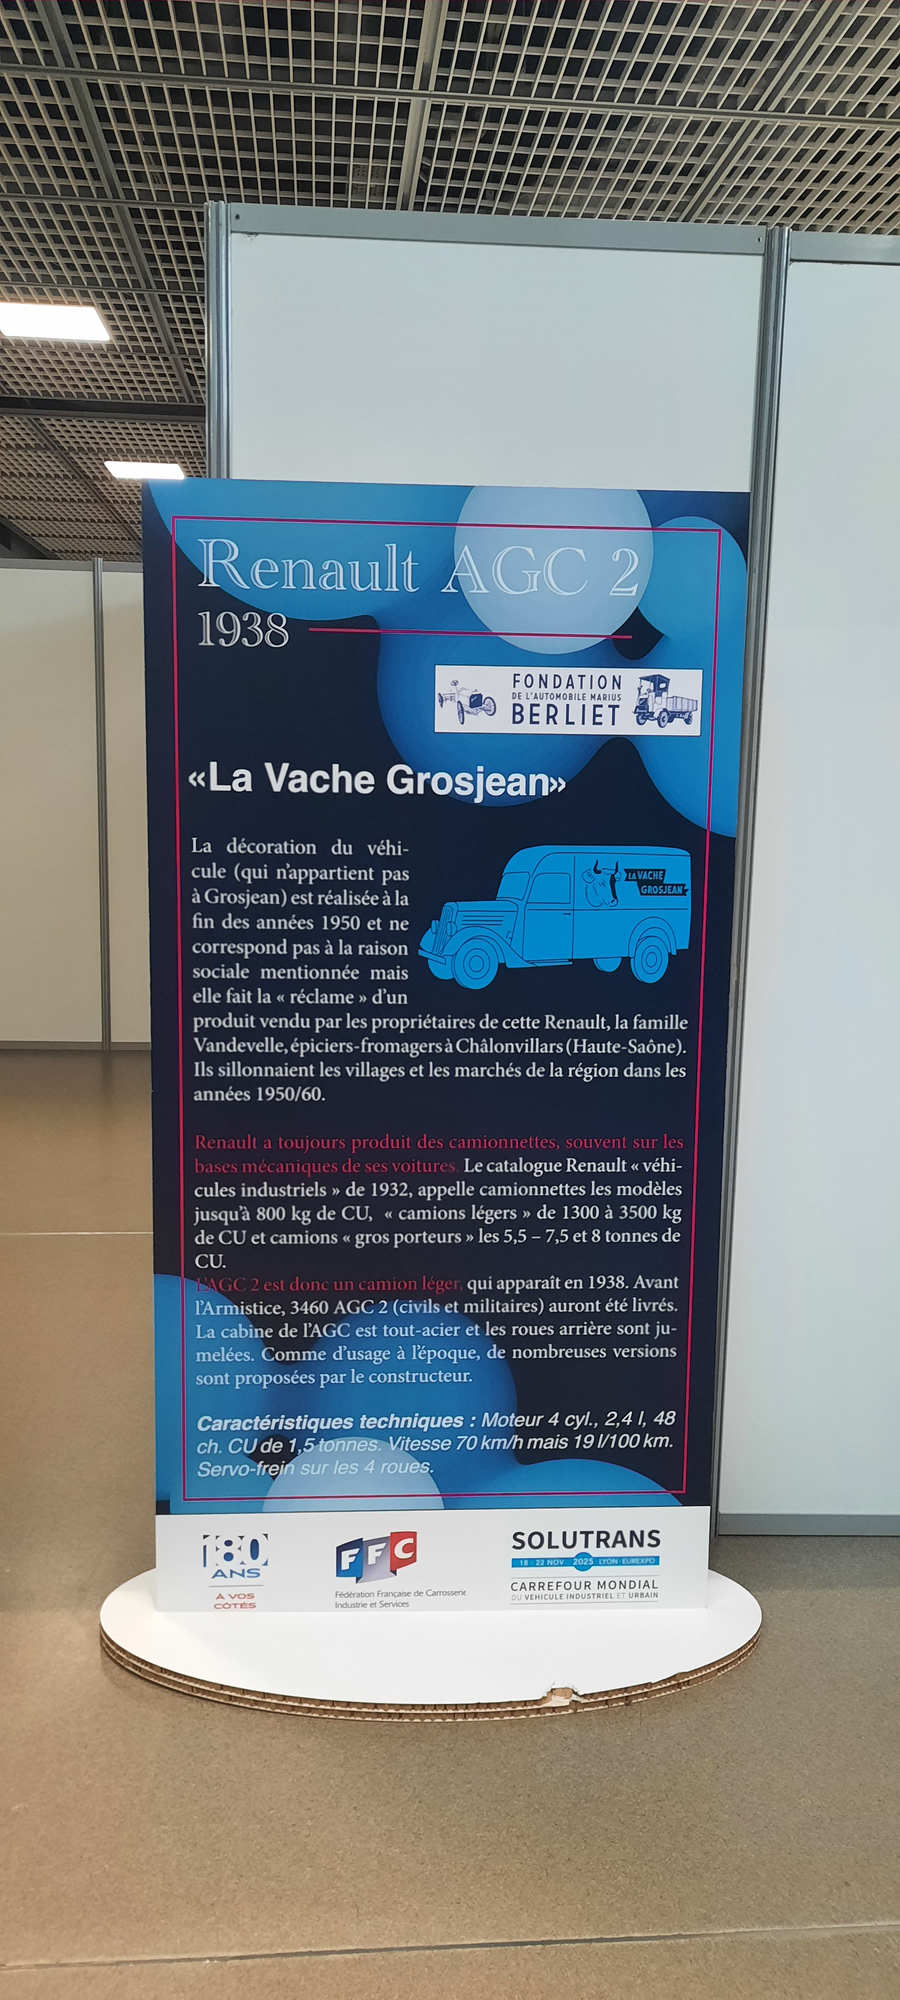 Renault AGC 2
1938
FONDATION
DE L'AUTOMOBILE MARIUS
BERLIET
«La Vache Grosjean»
La décoration du véhi-
cule (qui n'appartient pas
à Grosjean) est réalisée à la
fin des années 1950 et ne
correspond pas à la raison
sociale mentionnée mais
elle fait la « réclame » d'un
LA VACHE
GROSJEAN
produit vendu par les propriétaires de cette Renault, la famille
Vandevelle, épiciers-fromagers à Châlonvillars (Haute-Saône).
Ils sillonnaient les villages et les marchés de la région dans les
années 1950/60.
Renault a toujours produit des camionnettes, souvent sur les
bases mécaniques de ses voitures. Le catalogue Renault « véhi-
cules industriels » de 1932, appelle camionnettes les modèles
jusqu'à 800 kg de CU, « camions légers » de 1300 à 3500 kg
de CU et camions « gros porteurs » les 5,5 – 7,5 et 8 tonnes de
CU.
L'AGC 2 est donc un camion léger, qui apparaît en 1938. Avant
l'Armistice, 3460 AGC 2 (civils et militaires) auront été livrés.
La cabine de l'AGC est tout-acier et les roues arrière sont ju-
melées. Comme d'usage à l'époque, de nombreuses versions
sont proposées par le constructeur.
Caractéristiques techniques : Moteur 4 cyl., 2,4 l, 48
ch. CU de 1,5 tonnes. Vitesse 70 km/h mais 19 l/100 km.
Servo-frein sur les 4 roues.
180
ANS
À VOS
CÔTÉS
FFC
Fédération Française de Carrosserie
Industrie et Services
SOLUTRANS
18 - 22 NOV 2025 LYON - EUREXPO
CARREFOUR MONDIAL
DU VÉHICULE INDUSTRIEL ET URBAIN